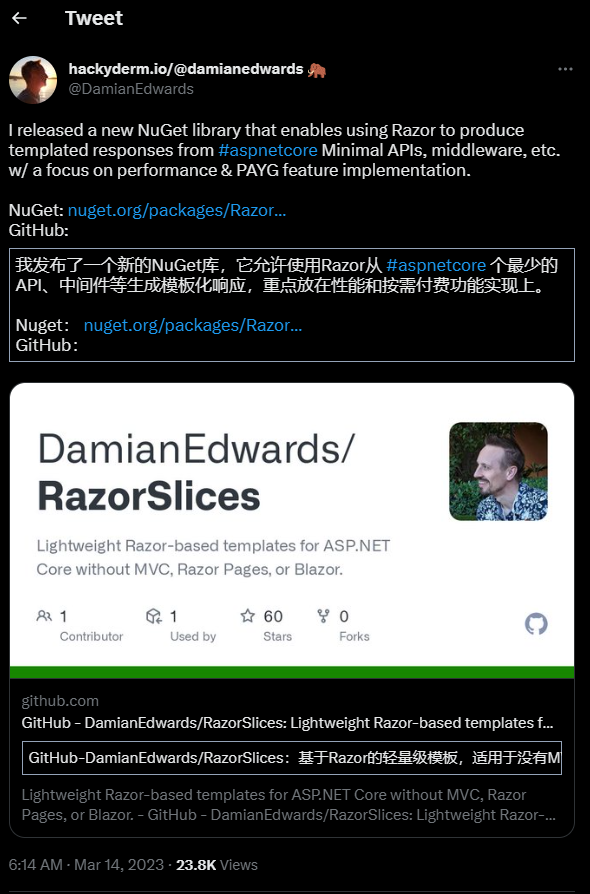 Tweet
hackyderm.io/@damianedwards 🦣
@DamianEdwards
I released a new NuGet library that enables using Razor to produce
templated responses from #aspnetcore Minimal APIs, middleware, etc.
w/ a focus on performance & PAYG feature implementation.
NuGet: nuget.org/packages/Razor...
GitHub:
我发布了一个新的NuGet库，它允许使用Razor从 #aspnetcore 个最少的
API、中间件等生成模板化响应，重点放在性能和按需付费功能实现上。
Nuget： nuget.org/packages/Razor...
GitHub：
DamianEdwards/
RazorSlices
Lightweight Razor-based templates for ASP.NET
Core without MVC, Razor Pages, or Blazor.
1 1 60 0
Contributor Used by Stars Forks
github.com
GitHub - DamianEdwards/RazorSlices: Lightweight Razor-based templates f...
GitHub-DamianEdwards/RazorSlices：基于Razor的轻量级模板，适用于没有M
Lightweight Razor-based templates for ASP.NET Core without MVC, Razor
Pages, or Blazor. - GitHub - DamianEdwards/RazorSlices: Lightweight Razor-...
6:14 AM · Mar 14, 2023 · 23.8K Views